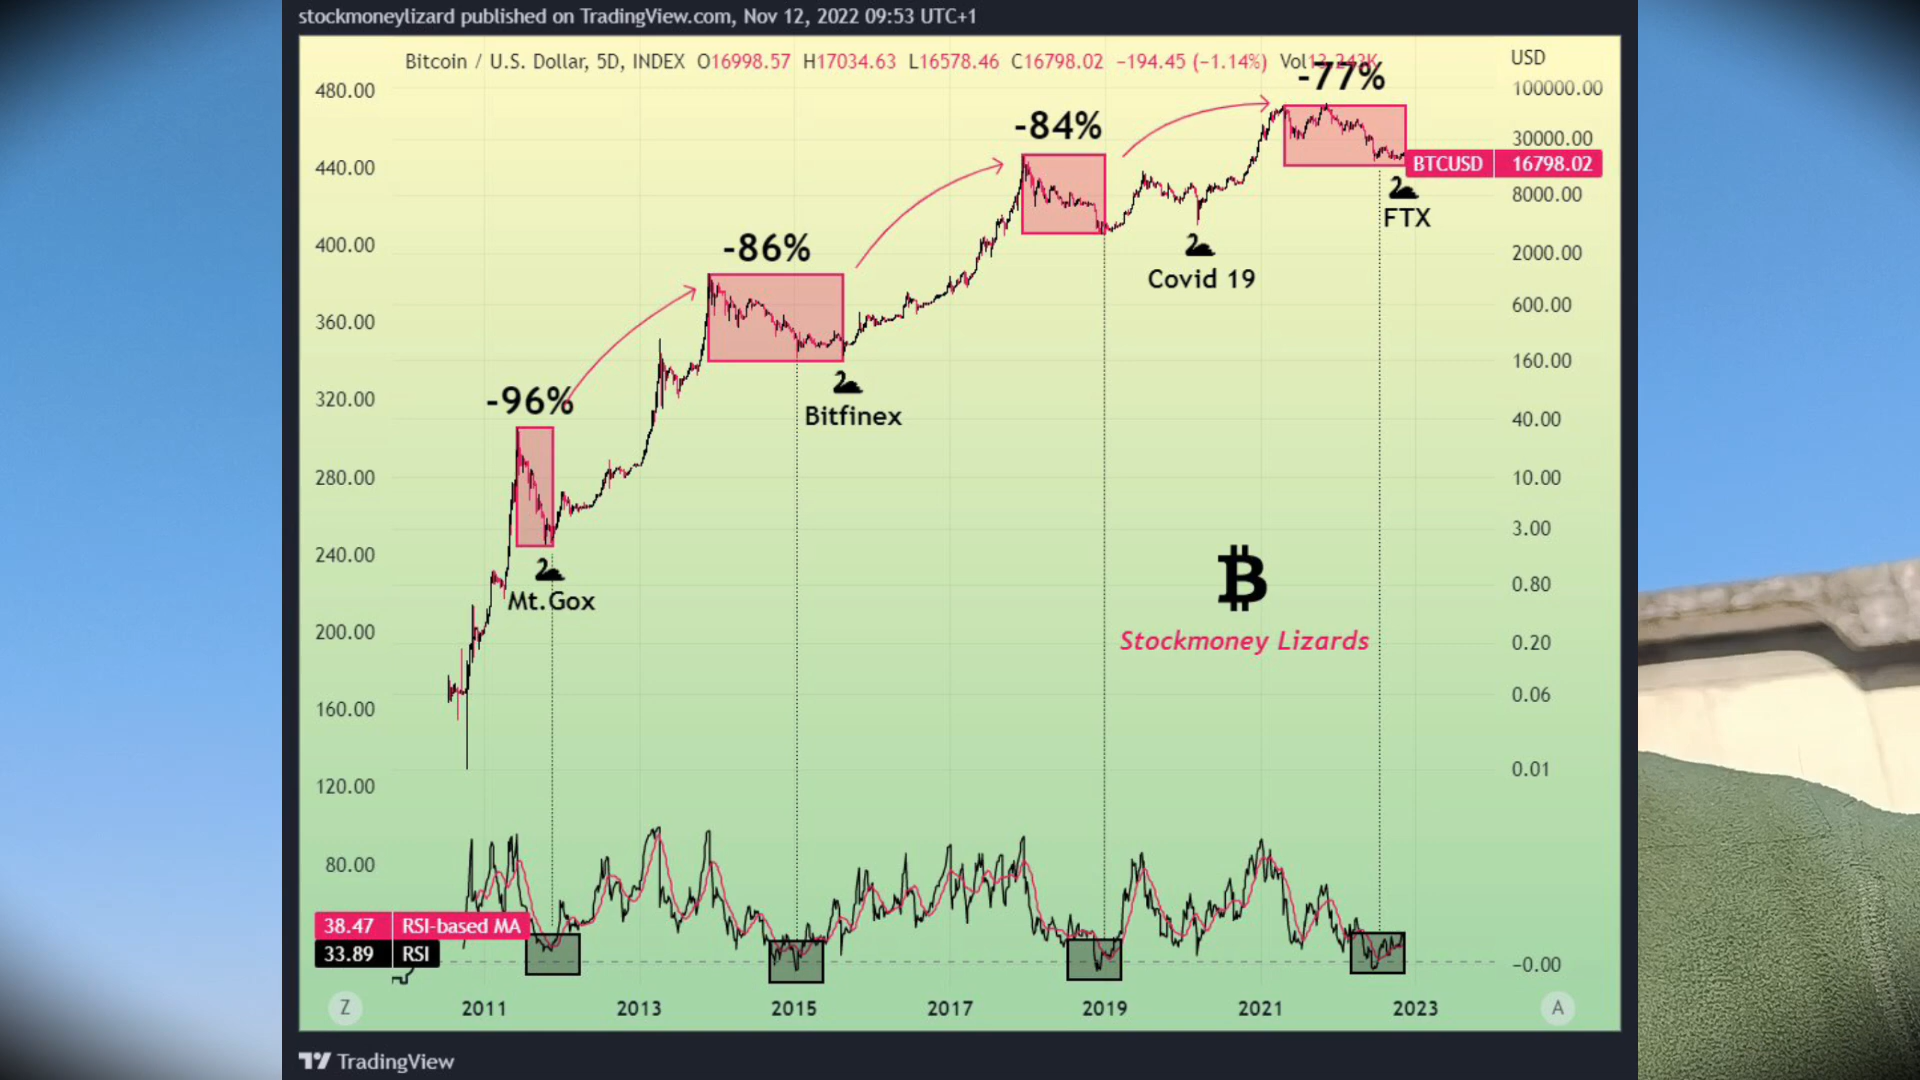 stockmoneylizard published on TradingView.com, Nov 12, 2022 09:53 UTC+1
Bitcoin / U.S. Dollar, 5D, INDEX O16998.57 H17034.63 L16578.46 C16798.02 −194.45 (−1.14%) Vol
USD
-77%
480.00
100000.00
-84%
30000.00
440.00
BTCUSD 16798.02
8000.00
FTX
400.00
-86%
2000.00
Covid 19
600.00
360.00
160.00
320.00
-96%
Bitfinex
40.00
280.00
10.00
3.00
240.00
0.80
Mt.Gox
200.00
Stockmoney Lizards
0.20
0.06
160.00
0.01
120.00
80.00
38.47 RSI-based MA
33.89 RSI
−0.00
Z 2011 2013 2015 2017 2019 2021 2023 A
TradingView